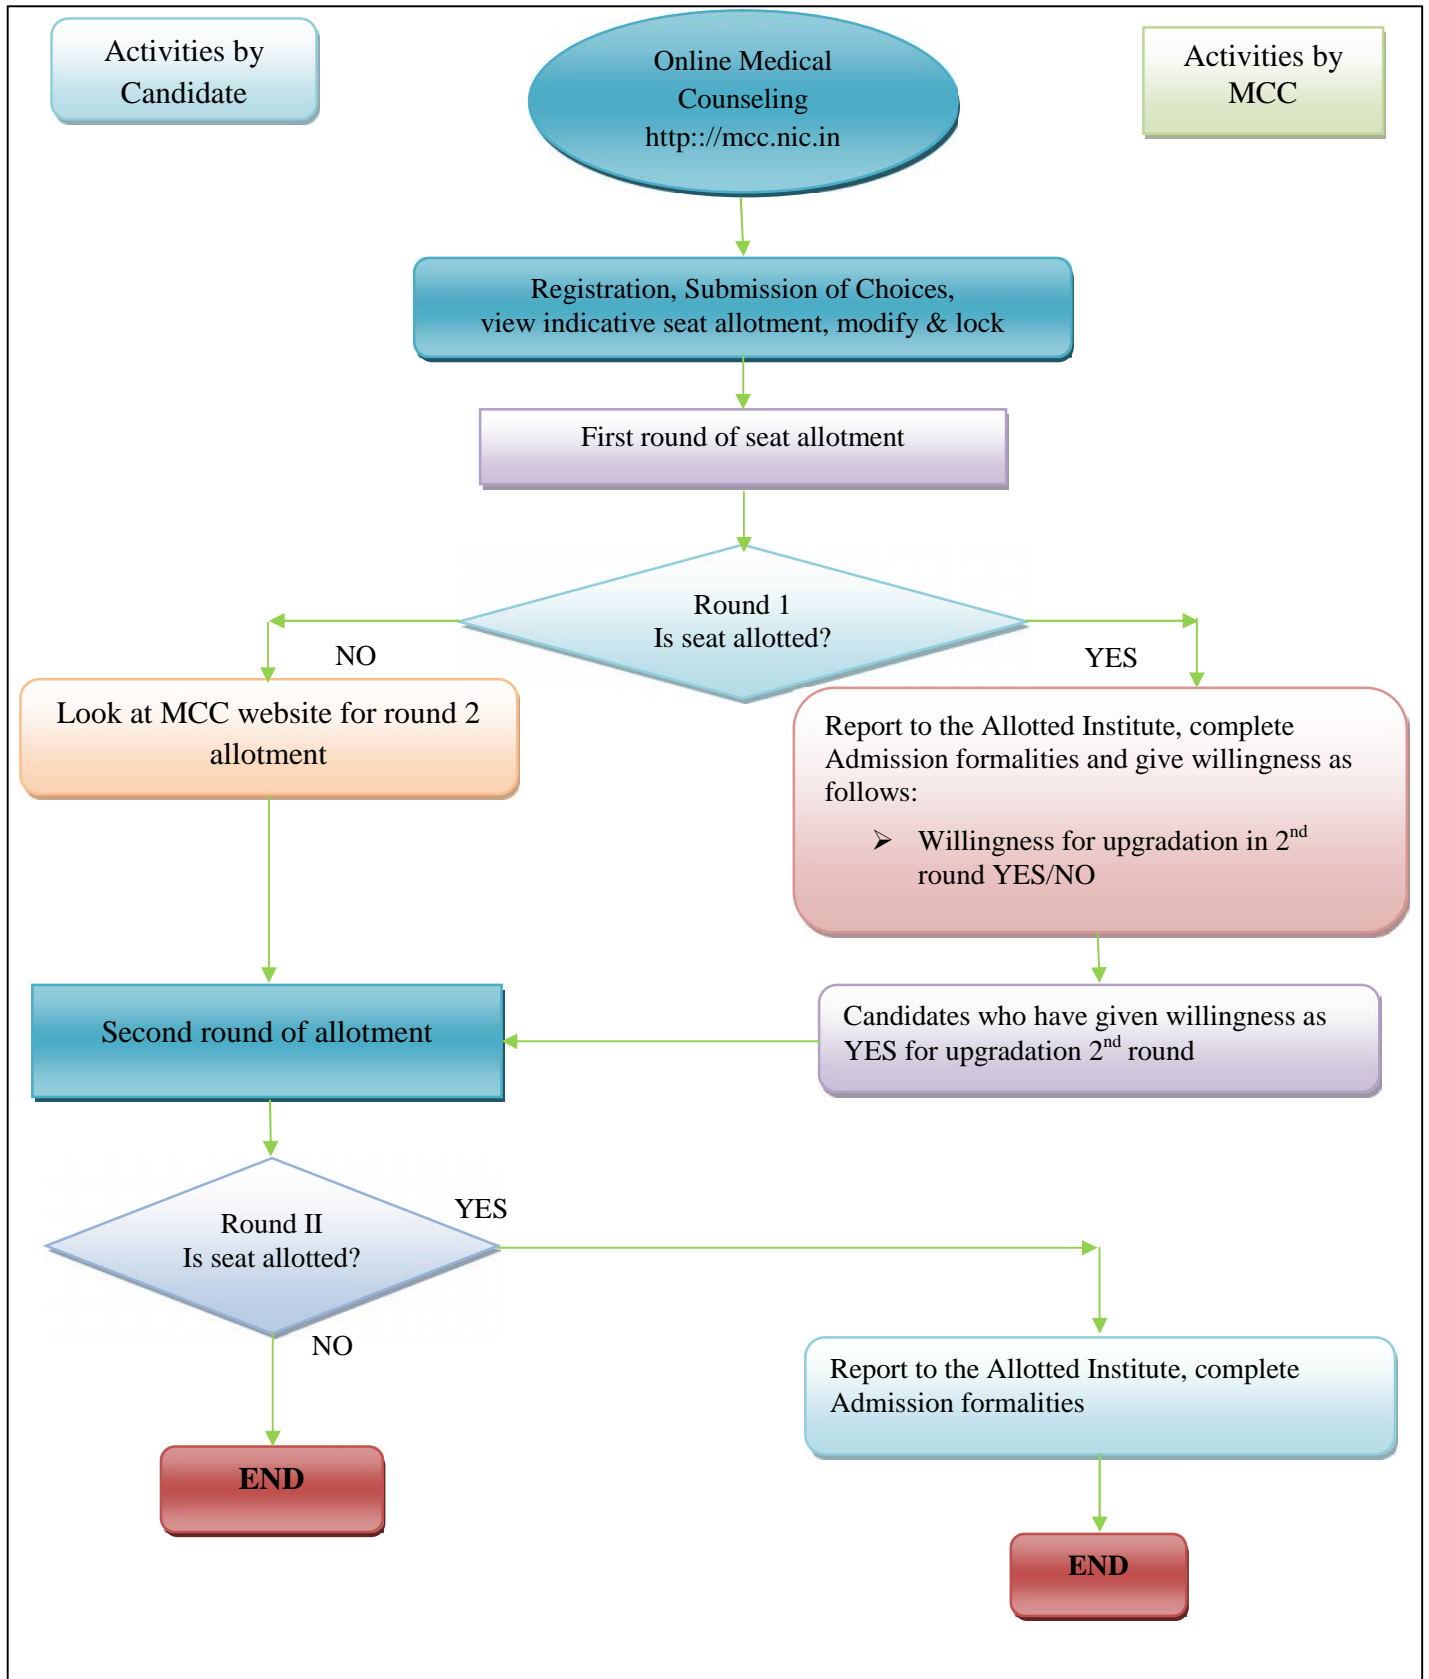 Activities by
Candidate
Online Medical
Counseling
http:://mcc.nic.in
Activities by
MCC
Registration, Submission of Choices,
view indicative seat allotment, modify & lock
First round of seat allotment
Round 1
Is seat allotted?
NO
YES
Look at MCC website for round 2
allotment
Report to the Allotted Institute, complete
Admission formalities and give willingness as
follows:
➢ Willingness for upgradation in 2nd
round YES/NO
Second round of allotment
Candidates who have given willingness as
YES for upgradation 2nd round
Round II
Is seat allotted?
YES
NO
Report to the Allotted Institute, complete
Admission formalities
END
END